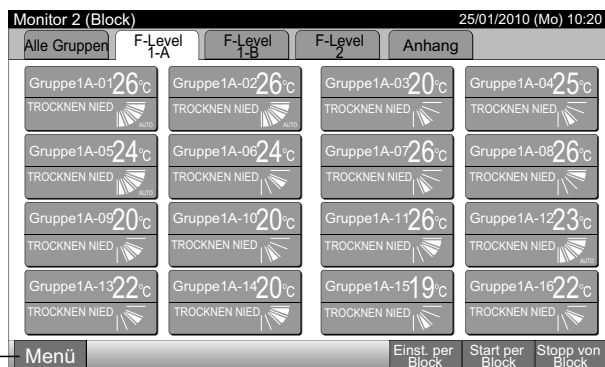 Monitor 2 (Block) 25/01/2010 (Mo) 10:20
Alle Gruppen F-Level 1-A F-Level 1-B F-Level 2 Anhang
Gruppe1A-01 26°C Gruppe1A-02 26°C Gruppe1A-03 20°C Gruppe1A-04 25°C
TROCKNEN NIED AUTO TROCKNEN NIED AUTO TROCKNEN NIED TROCKNEN NIED
Gruppe1A-05 24°C Gruppe1A-06 24°C Gruppe1A-07 26°C Gruppe1A-08 26°C
TROCKNEN NIED AUTO TROCKNEN NIED TROCKNEN NIED TROCKNEN NIED
Gruppe1A-09 20°C Gruppe1A-10 20°C Gruppe1A-11 26°C Gruppe1A-12 23°C
TROCKNEN NIED TROCKNEN NIED TROCKNEN NIED TROCKNEN NIED AUTO
Gruppe1A-13 22°C Gruppe1A-14 20°C Gruppe1A-15 19°C Gruppe1A-16 22°C
TROCKNEN NIED TROCKNEN NIED TROCKNEN NIED TROCKNEN NIED
Menü Einst. per Block Start per Block Stopp von Block